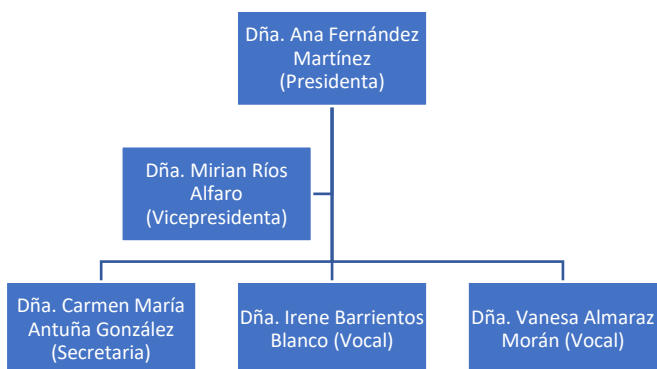 Dña. Ana Fernández
Martínez
(Presidenta)
Dña. Mirian Ríos
Alfaro
(Vicepresidenta)
Dña. Carmen María
Antuña González
(Secretaria)
Dña. Irene Barrientos
Blanco (Vocal)
Dña. Vanesa Almaraz
Morán (Vocal)